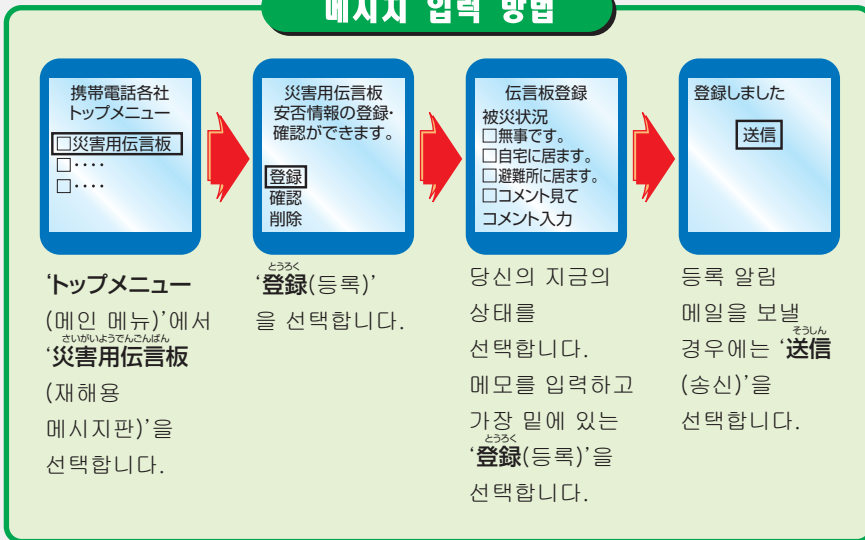 메시지 입력 방법
携帯電話各社
トップメニュー
□災害用伝言板
□‥‥
□‥‥
災害用伝言板
安否情報の登録・
確認ができます。
登録
確認
削除
伝言板登録
被災状況
□無事です。
□自宅に居ます。
□避難所に居ます。
□コメント見て
コメント入力
登録しました
送信
‘トップメニュー
(메인 메뉴)’에서
さいがいようでんごんばん
‘災害用伝言板
(재해용
메시지판)’을
선택합니다.
とうろく
‘登録(등록)’
을 선택합니다.
당신의 지금의
상태를
선택합니다.
메모를 입력하고
가장 밑에 있는
とうろく
‘登録(등록)’을
선택합니다.
등록 알림
메일을 보낼
そうしん
경우에는 ‘送信
(송신)’을
선택합니다.